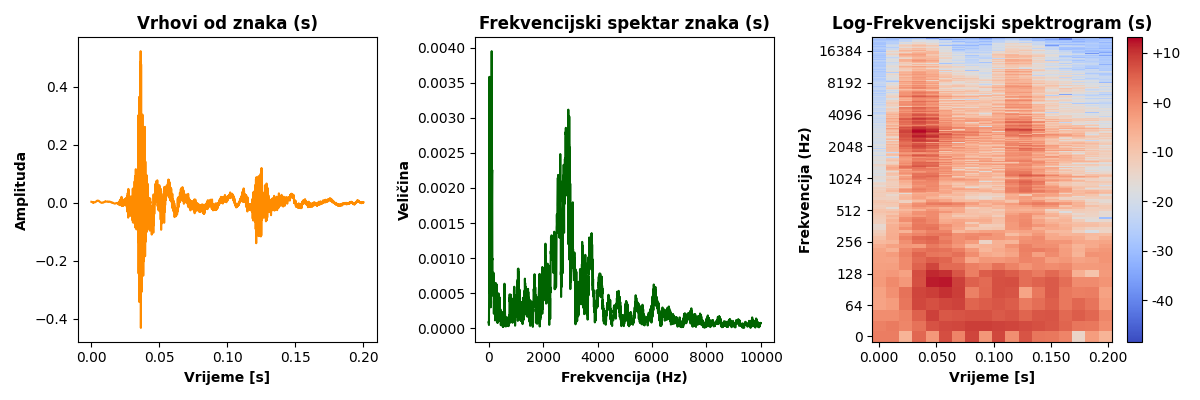 Vrhovi od znaka (s)
Amplituda
0.4
0.2
0.0
−0.2
−0.4
0.00 0.05 0.10 0.15 0.20
Vrijeme [s]
Frekvencijski spektar znaka (s)
Veličina
0.0040
0.0035
0.0030
0.0025
0.0020
0.0015
0.0010
0.0005
0.0000
0 2000 4000 6000 8000 10000
Frekvencija (Hz)
Log-Frekvencijski spektrogram (s)
Frekvencija (Hz)
16384
8192
4096
2048
1024
512
256
128
64
0
0.000 0.050 0.100 0.150 0.200
Vrijeme [s]
+10
+0
-10
-20
-30
-40